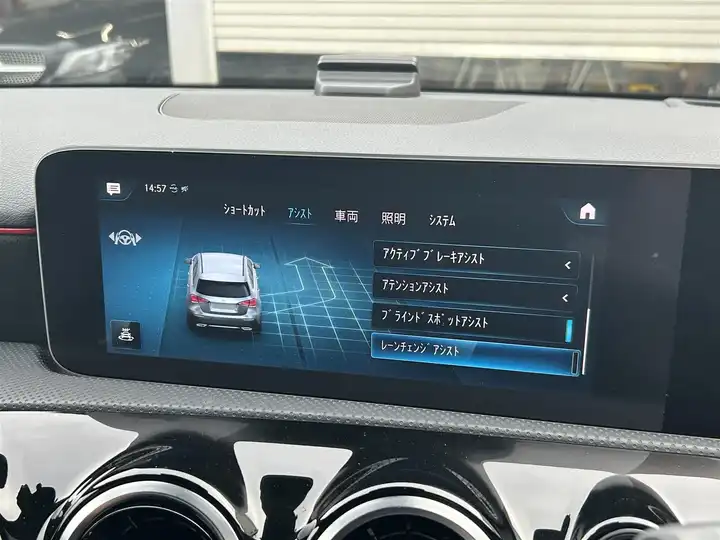 14:57
ショートカット アシスト 車両 照明 システム
アクティブブレーキアシスト
アテンションアシスト
ブラインドスポットアシスト
レーンチェンジアシスト